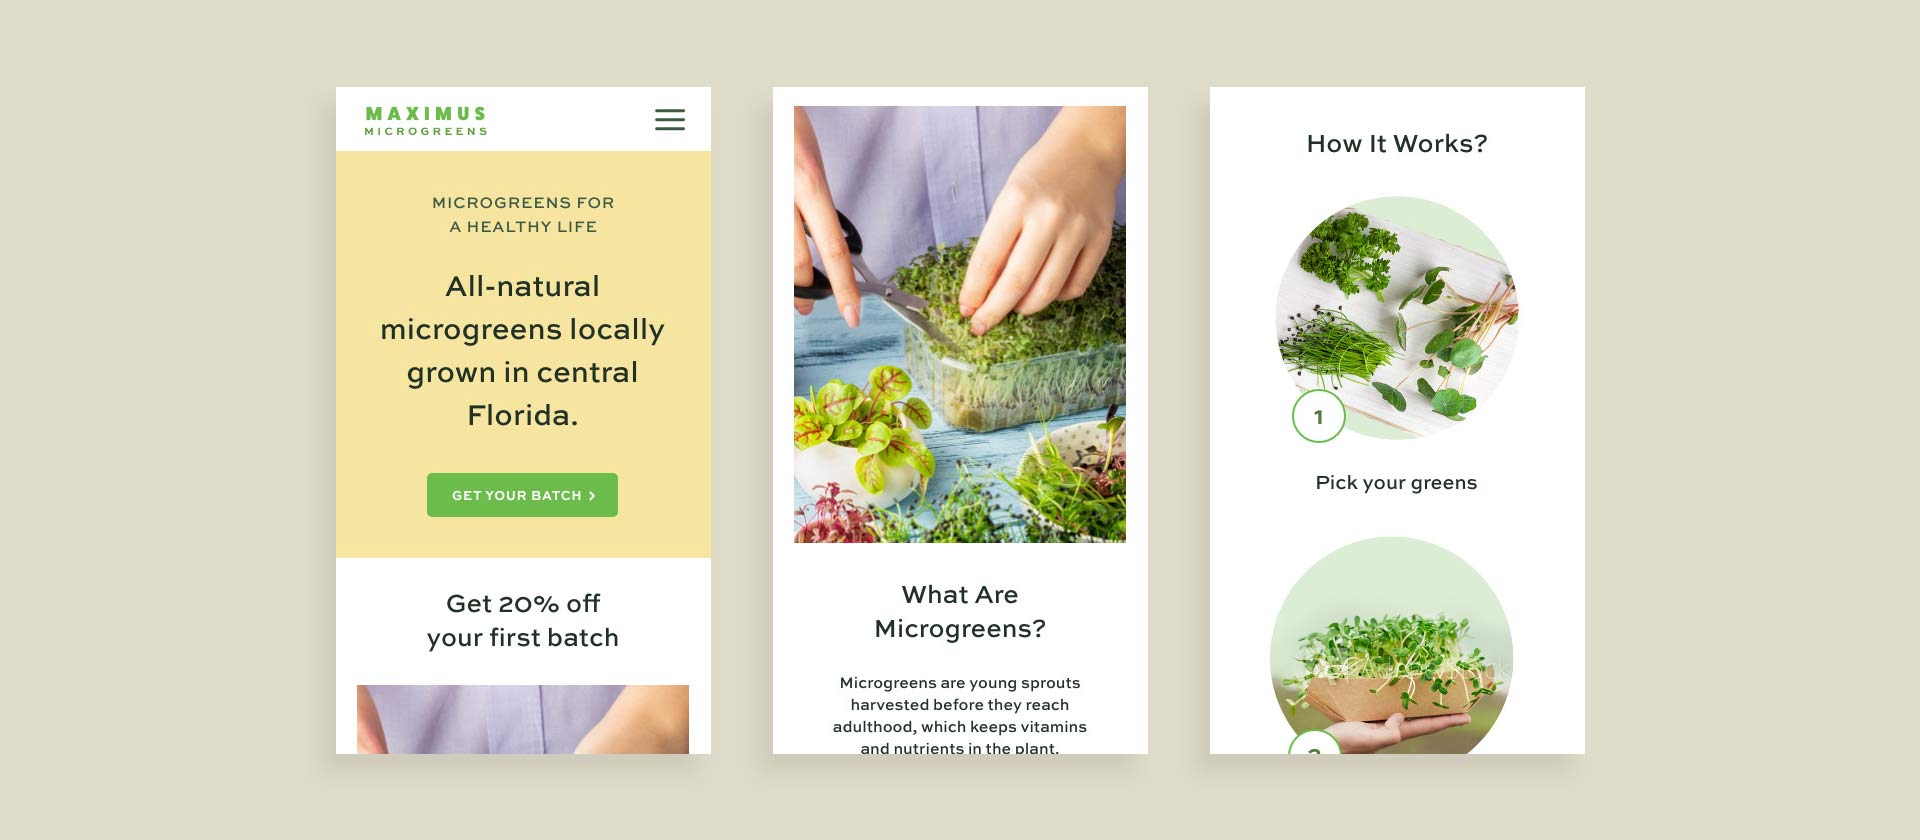 MAXIMUS
MICROGREENS
MICROGREENS FOR
A HEALTHY LIFE
All-natural
microgreens locally
grown in central
Florida.
GET YOUR BATCH >
Get 20% off
your first batch
What Are
Microgreens?
Microgreens are young sprouts
harvested before they reach
adulthood, which keeps vitamins
and nutrients in the plant.
How It Works?
1
Pick your greens